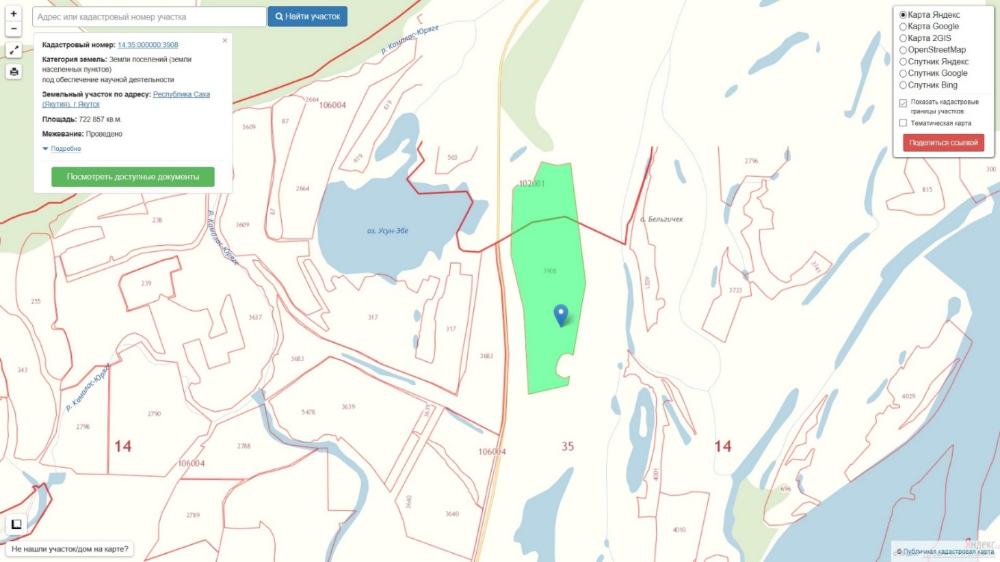 +
−
Адрес или кадастровый номер участка
Найти участок
×
Кадастровый номер: 14:35:000000:3908
Категория земель: Земли поселений (земли
населенных пунктов)
под обеспечение научной деятельности
Земельный участок по адресу: Республика Саха
(Якутия), г Якутск
Площадь: 722 857 кв.м.
Межевание: Проведено
Подробно
Посмотреть доступные документы
Карта Яндекс
Карта Google
Карта 2GIS
OpenStreetMap
Спутник Яндекс
Спутник Google
Спутник Bing
Показать кадастровые
границы участков
Тематическая карта
Поделиться ссылкой
р. Камалас-Юряге
2664
106004
619
3609
87
619
503
2796
300
102001
2664
815
238
87
3609
р. Камалас-Юряге
оз. Усун-Эбе
о. Бельгичек
3741
3908
239
4021
3723
255
3637
317
317
3683
3683
243
р. Камалас-Юряге
4029
2798
2790
5478
3639
3639
14
2788
106004
106004
35
14
4001
696
2789
3640
3640
4010
Не нашли участок/дом на карте?
Яндекс
© Публичная кадастровая карта